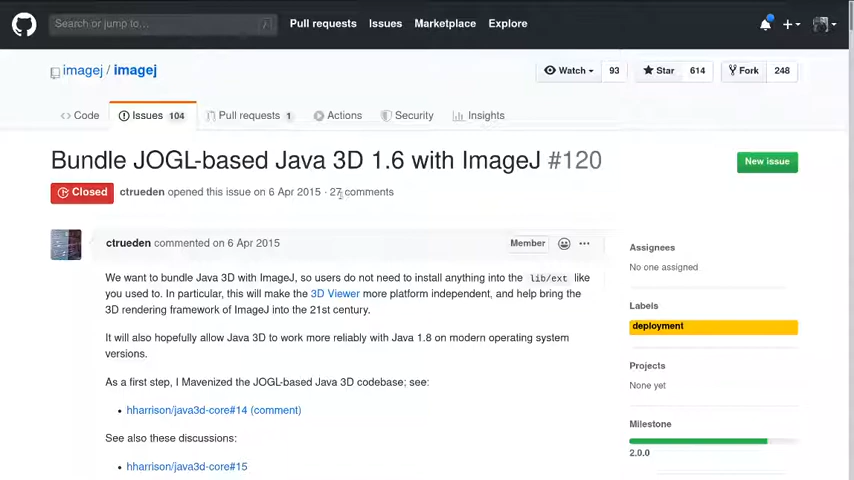 Search or jump to... / Pull requests Issues Marketplace Explore
imagej / imagej Watch 93 Star 614 Fork 248
Code Issues 104 Pull requests 1 Actions Security Insights
Bundle JOGL-based Java 3D 1.6 with ImageJ #120 New issue
Closed ctrueden opened this issue on 6 Apr 2015 · 27 comments
ctrueden commented on 6 Apr 2015 Member ...
We want to bundle Java 3D with ImageJ, so users do not need to install anything into the lib/ext like
you used to. In particular, this will make the 3D Viewer more platform independent, and help bring the
3D rendering framework of ImageJ into the 21st century.
It will also hopefully allow Java 3D to work more reliably with Java 1.8 on modern operating system
versions.
As a first step, I Mavenized the JOGL-based Java 3D codebase; see:
• hharrison/java3d-core#14 (comment)
See also these discussions:
• hharrison/java3d-core#15
Assignees
No one assigned
Labels
deployment
Projects
None yet
Milestone
2.0.0